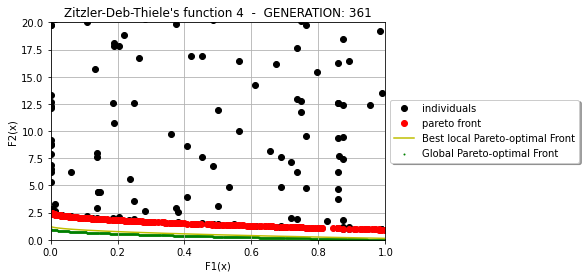 Zitzler-Deb-Thiele's function 4 - GENERATION: 361
20.0
17.5
15.0
12.5
10.0
7.5
5.0
2.5
0.0
F2(x)
0.0 0.2 0.4 0.6 0.8 1.0
F1(x)
individuals
pareto front
Best local Pareto-optimal Front
Global Pareto-optimal Front